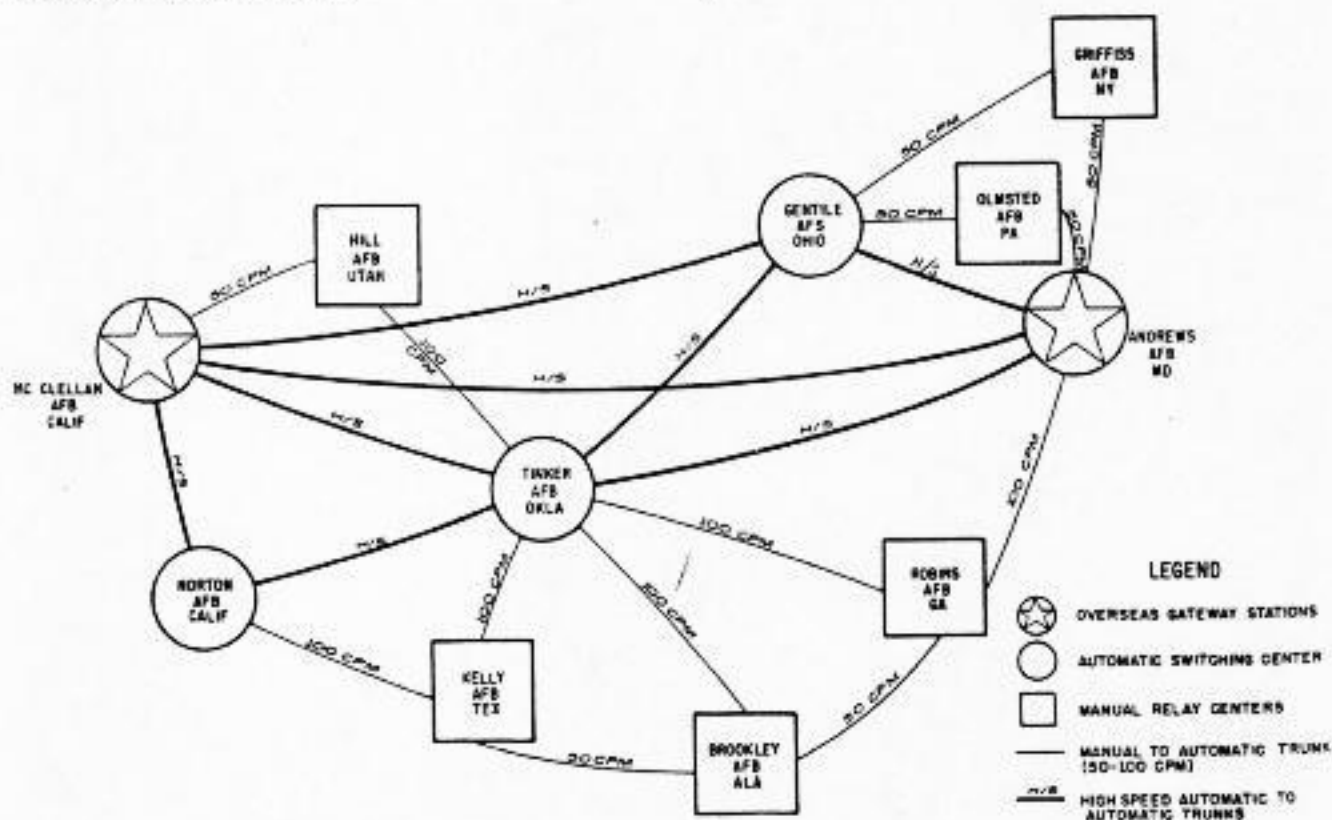 GRIFFISS
AFB
NY
50 CPM
50 CPM
OLMSTED
AFB
PA
50 CPM
50 CPM
GENTILE
AFS
OHIO
HILL
AFB
UTAH
50 CPM
H/S
H/S
100
CPM
H/S
H/S
H/S
H/S
ANDREWS
AFB
MD
MC CLELLAN
AFB
CALIF
H/S
TINKER
AFB
OKLA
H/S
100 CPM
100 CPM
NORTON
AFB
CALIF
100 CPM
100 CPM
100 CPM
ROBINS
AFB
GA
KELLY
AFB
TEX
50 CPM
BROOKLEY
AFB
ALA
50 CPM
LEGEND
OVERSEAS GATEWAY STATIONS
AUTOMATIC SWITCHING CENTER
MANUAL RELAY CENTERS
MANUAL TO AUTOMATIC TRUNK
(50-100 CPM)
H/S
HIGH SPEED AUTOMATIC TO
AUTOMATIC TRUNKS